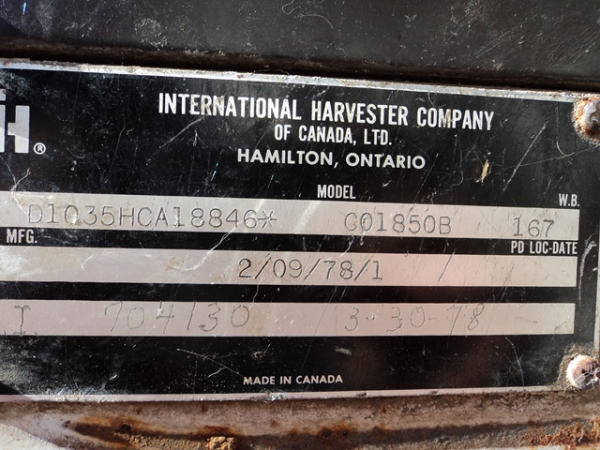 IH®
INTERNATIONAL HARVESTER COMPANY
OF CANADA, LTD.
HAMILTON, ONTARIO
MODEL W.B.
D1035HCA18846* CO1850B 167
MFG. PD LOC-DATE
2/09/78/1
I. 704130 3-30-78
MADE IN CANADA